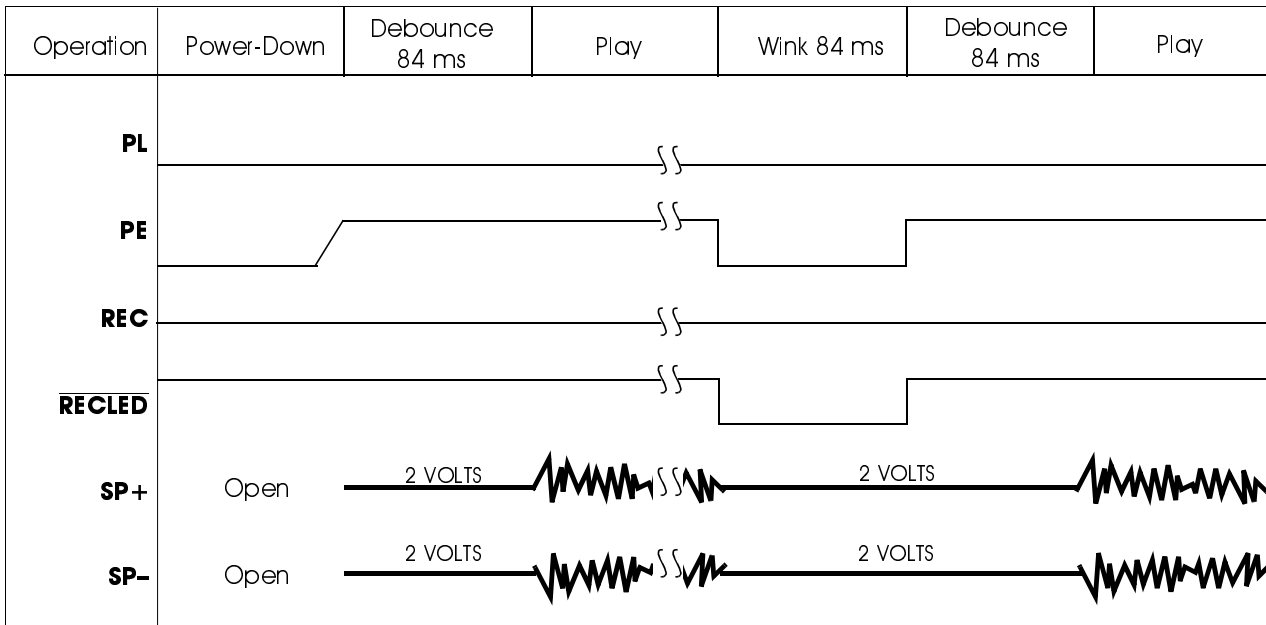 Operation Power-Down Debounce 84 ms Play Wink 84 ms Debounce 84 ms Play
PL
PE
REC
RECLED
SP+ Open 2 VOLTS 2 VOLTS
SP– Open 2 VOLTS 2 VOLTS